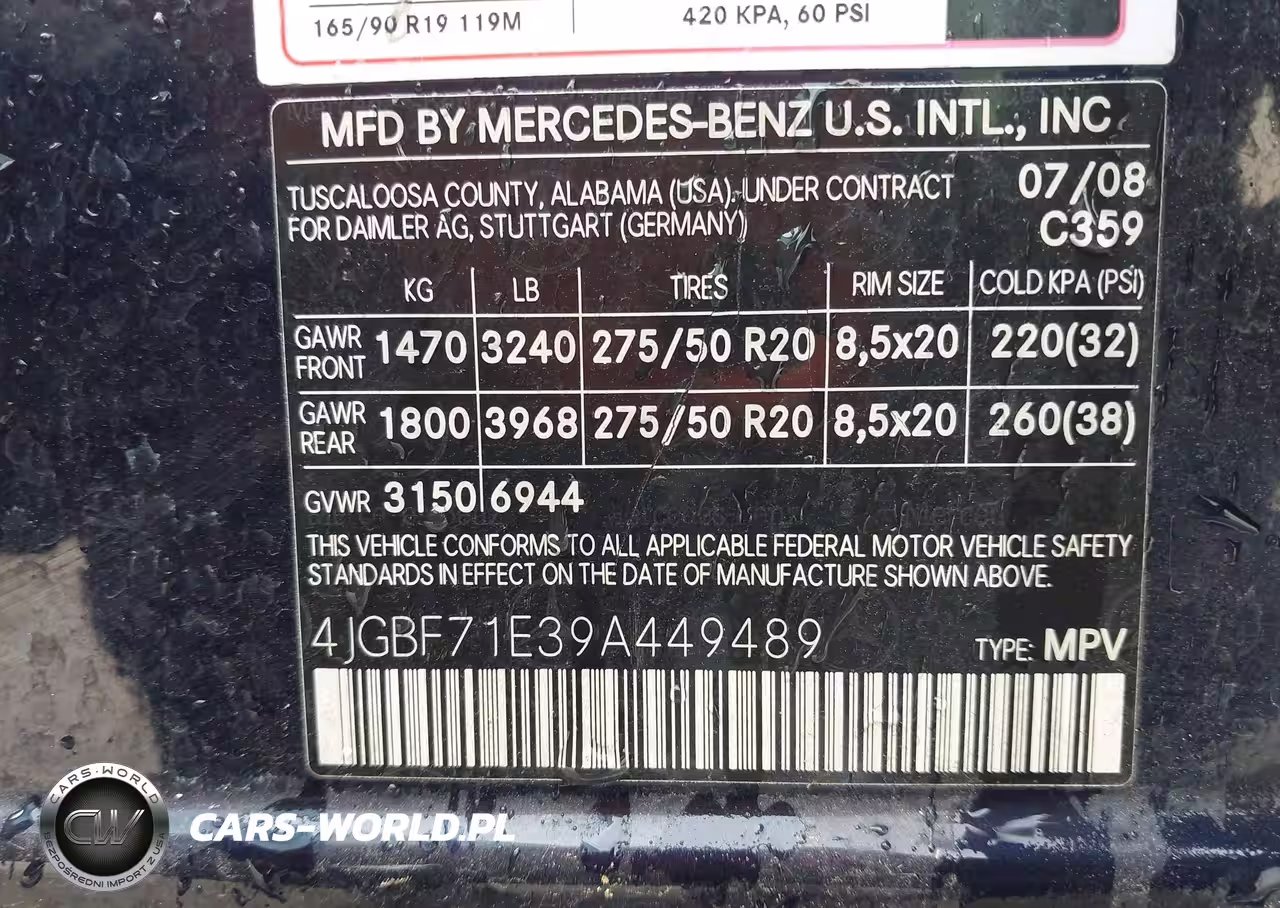 165/90 R19 119M 420 KPA, 60 PSI
MFD BY MERCEDES-BENZ U.S. INTL., INC
TUSCALOOSA COUNTY, ALABAMA (USA), UNDER CONTRACT 07/08
FOR DAIMLER AG, STUTTGART (GERMANY) C359
KG LB TIRES RIM SIZE COLD KPA (PSI)
GAWR FRONT 1470 3240 275/50 R20 8,5x20 220(32)
GAWR REAR 1800 3968 275/50 R20 8,5x20 260(38)
GVWR 3150 6944
THIS VEHICLE CONFORMS TO ALL APPLICABLE FEDERAL MOTOR VEHICLE SAFETY
STANDARDS IN EFFECT ON THE DATE OF MANUFACTURE SHOWN ABOVE.
4JGBF71E39A449489 TYPE: MPV
CARS-WORLD
CW
BEZPOŚREDNI IMPORT Z USA
CARS-WORLD.PL